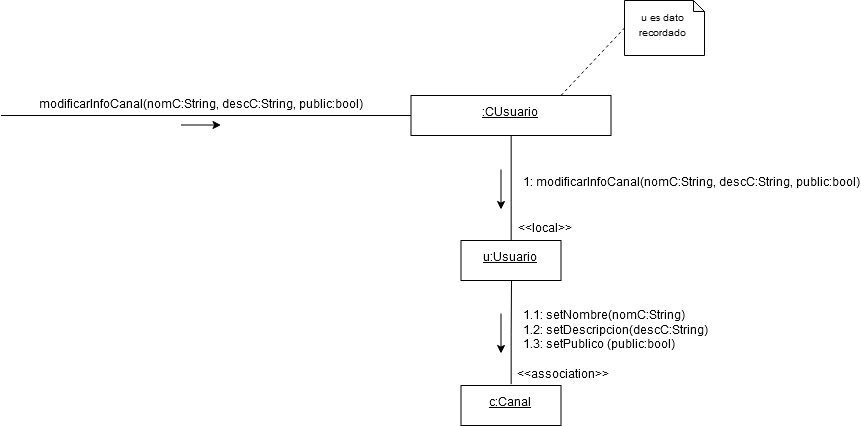 u es dato
recordado
modificarInfoCanal(nomC:String, descC:String, public:bool)
:CUsuario
1: modificarInfoCanal(nomC:String, descC:String, public:bool)
<<local>>
u:Usuario
1.1: setNombre(nomC:String)
1.2: setDescripcion(descC:String)
1.3: setPublico (public:bool)
<<association>>
c:Canal